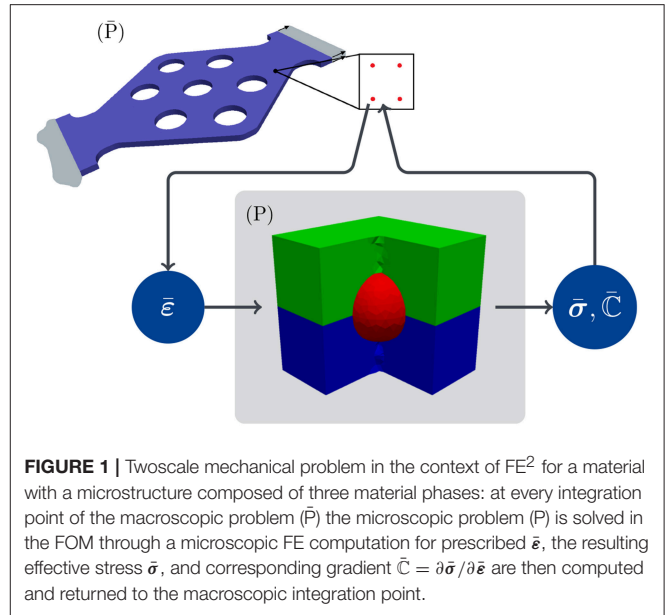 (P̄)
(P)
ε̄
σ̄, ℂ̄
FIGURE 1 | Twoscale mechanical problem in the context of FE² for a material
with a microstructure composed of three material phases: at every integration
point of the macroscopic problem (P̄) the microscopic problem (P) is solved in
the FOM through a microscopic FE computation for prescribed ε̄, the resulting
effective stress σ̄, and corresponding gradient ℂ̄ = ∂σ̄/∂ε̄ are then computed
and returned to the macroscopic integration point.